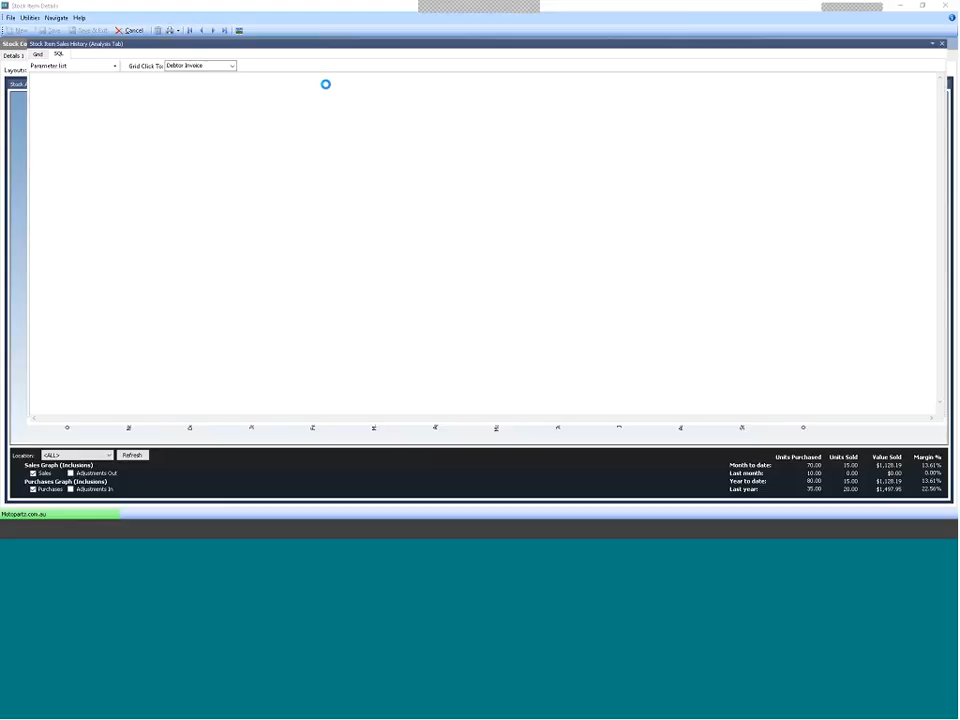 Stock Item Details
File Utilities Navigate Help
New Save Save & Exit Cancel
Stock Co Stock Item Sales History (Analysis Tab)
Details 1 Grid SQL
Layouts: Parameter list Grid Click To: Debtor Invoice
Stock A
O N D J F M A M J J A S O
Location: <ALL> Refresh
Sales Graph (Inclusions)
Sales Adjustments Out
Purchases Graph (Inclusions)
Purchases Adjustments In
Units Purchased Units Sold Value Sold Margin %
Month to date: 70.00 15.00 $1,128.19 13.61%
Last month: 10.00 0.00 $0.00 0.00%
Year to date: 80.00 15.00 $1,128.19 13.61%
Last year: 35.00 20.00 $1,497.95 22.56%
Motopartz.com.au